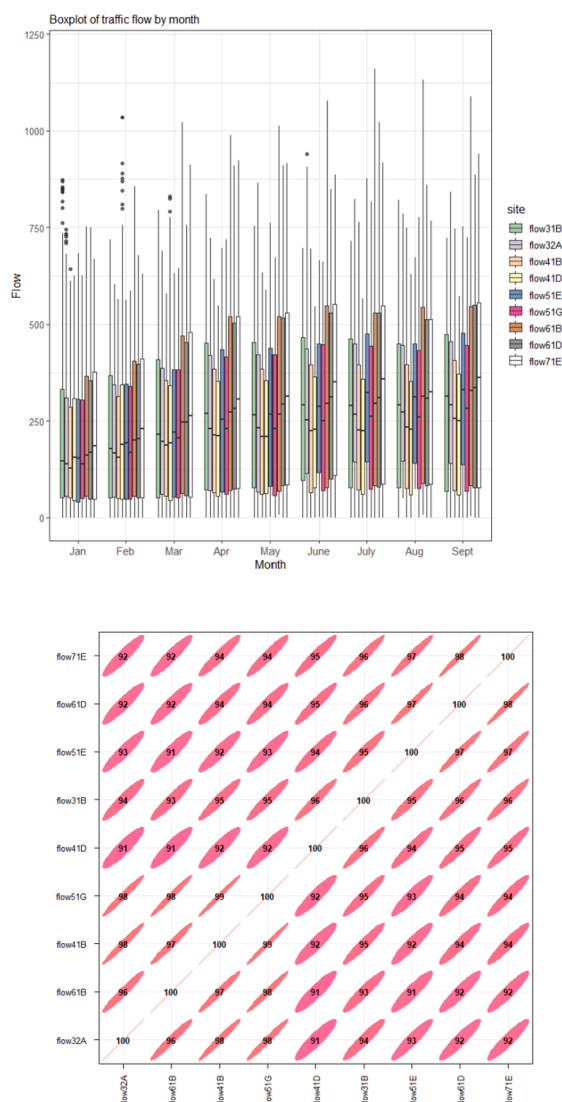 Boxplot of traffic flow by month
1250
1000
750
500
250
0
Flow
Jan Feb Mar Apr May June July Aug Sept
Month
site
flow31B
flow32A
flow41B
flow41D
flow51E
flow51G
flow61B
flow61D
flow71E
flow71E 92 92 94 94 95 96 97 98 100
flow61D 92 92 94 94 95 96 97 100 98
flow51E 93 91 92 93 94 95 100 97 97
flow31B 94 93 95 95 96 100 95 96 96
flow41D 91 91 92 92 100 96 94 95 95
flow51G 98 98 99 100 92 95 93 94 94
flow41B 98 97 100 99 92 95 92 94 94
flow61B 96 100 97 98 91 93 91 92 92
flow32A 100 96 98 98 91 94 93 92 92
flow32A flow61B flow41B flow51G flow41D flow31B flow51E flow61D flow71E